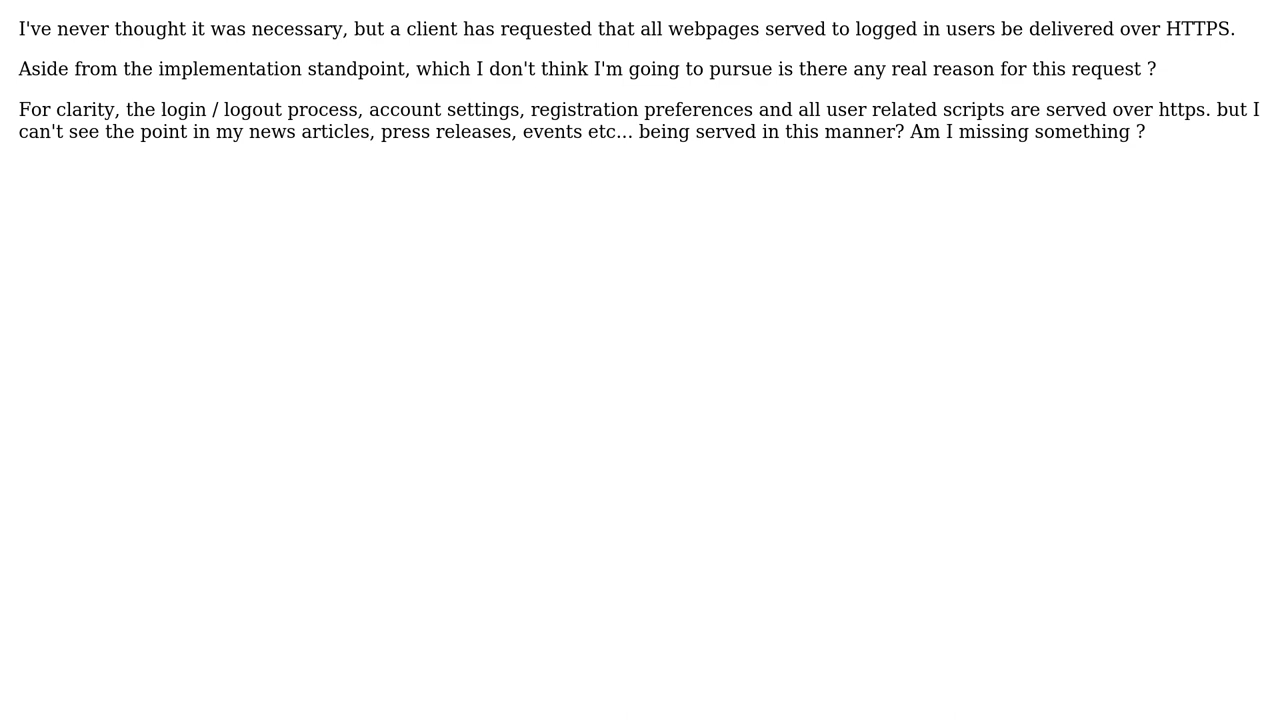 I've never thought it was necessary, but a client has requested that all webpages served to logged in users be delivered over HTTPS.
Aside from the implementation standpoint, which I don't think I'm going to pursue is there any real reason for this request ?
For clarity, the login / logout process, account settings, registration preferences and all user related scripts are served over https. but I
can't see the point in my news articles, press releases, events etc... being served in this manner? Am I missing something ?